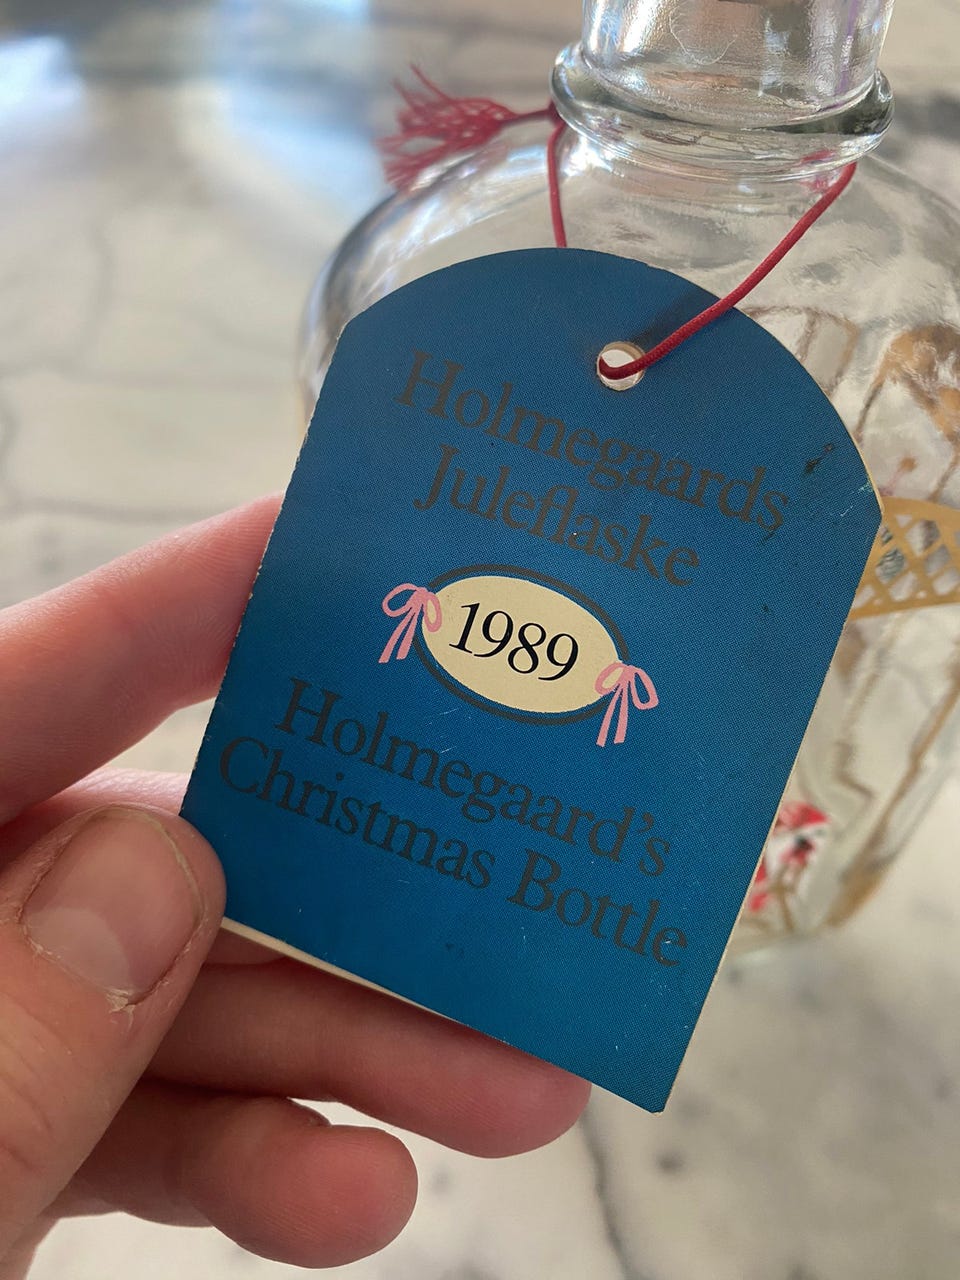 Holmegaards
Juleflaske
1989
Holmegaard's
Christmas Bottle